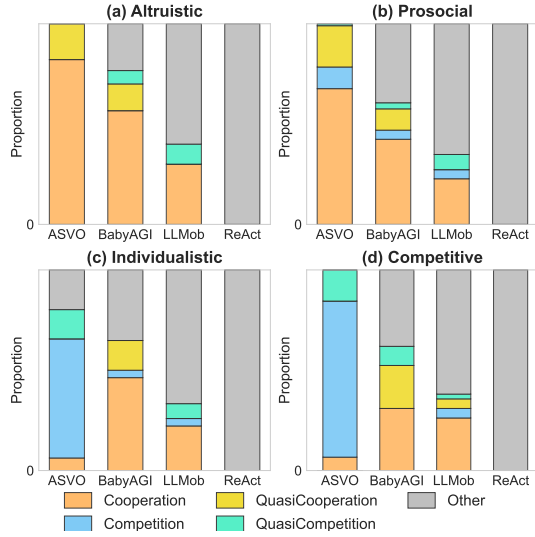 (a) Altruistic
(b) Prosocial
Proportion
0
ASVO BabyAGI LLMob ReAct
Proportion
0
ASVO BabyAGI LLMob ReAct
(c) Individualistic
(d) Competitive
Proportion
0
ASVO BabyAGI LLMob ReAct
Proportion
0
ASVO BabyAGI LLMob ReAct
Cooperation QuasiCooperation Other
Competition QuasiCompetition